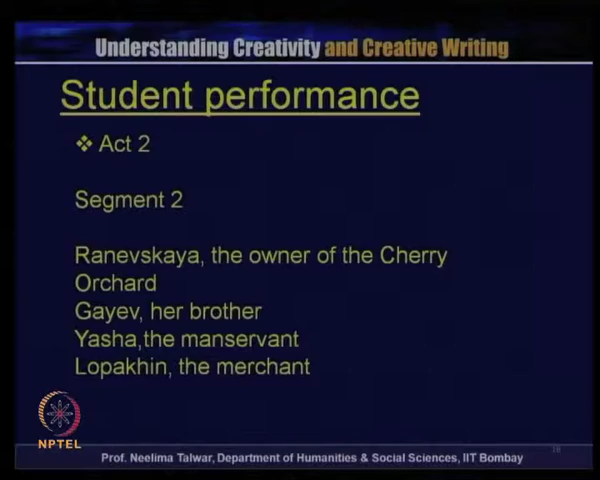 Understanding Creativity and Creative Writing
Student performance
❖ Act 2
Segment 2
Ranevskaya, the owner of the Cherry
Orchard
Gayev, her brother
Yasha,the manservant
Lopakhin, the merchant
NPTEL
Prof. Neelima Talwar, Department of Humanities & Social Sciences, IIT Bombay